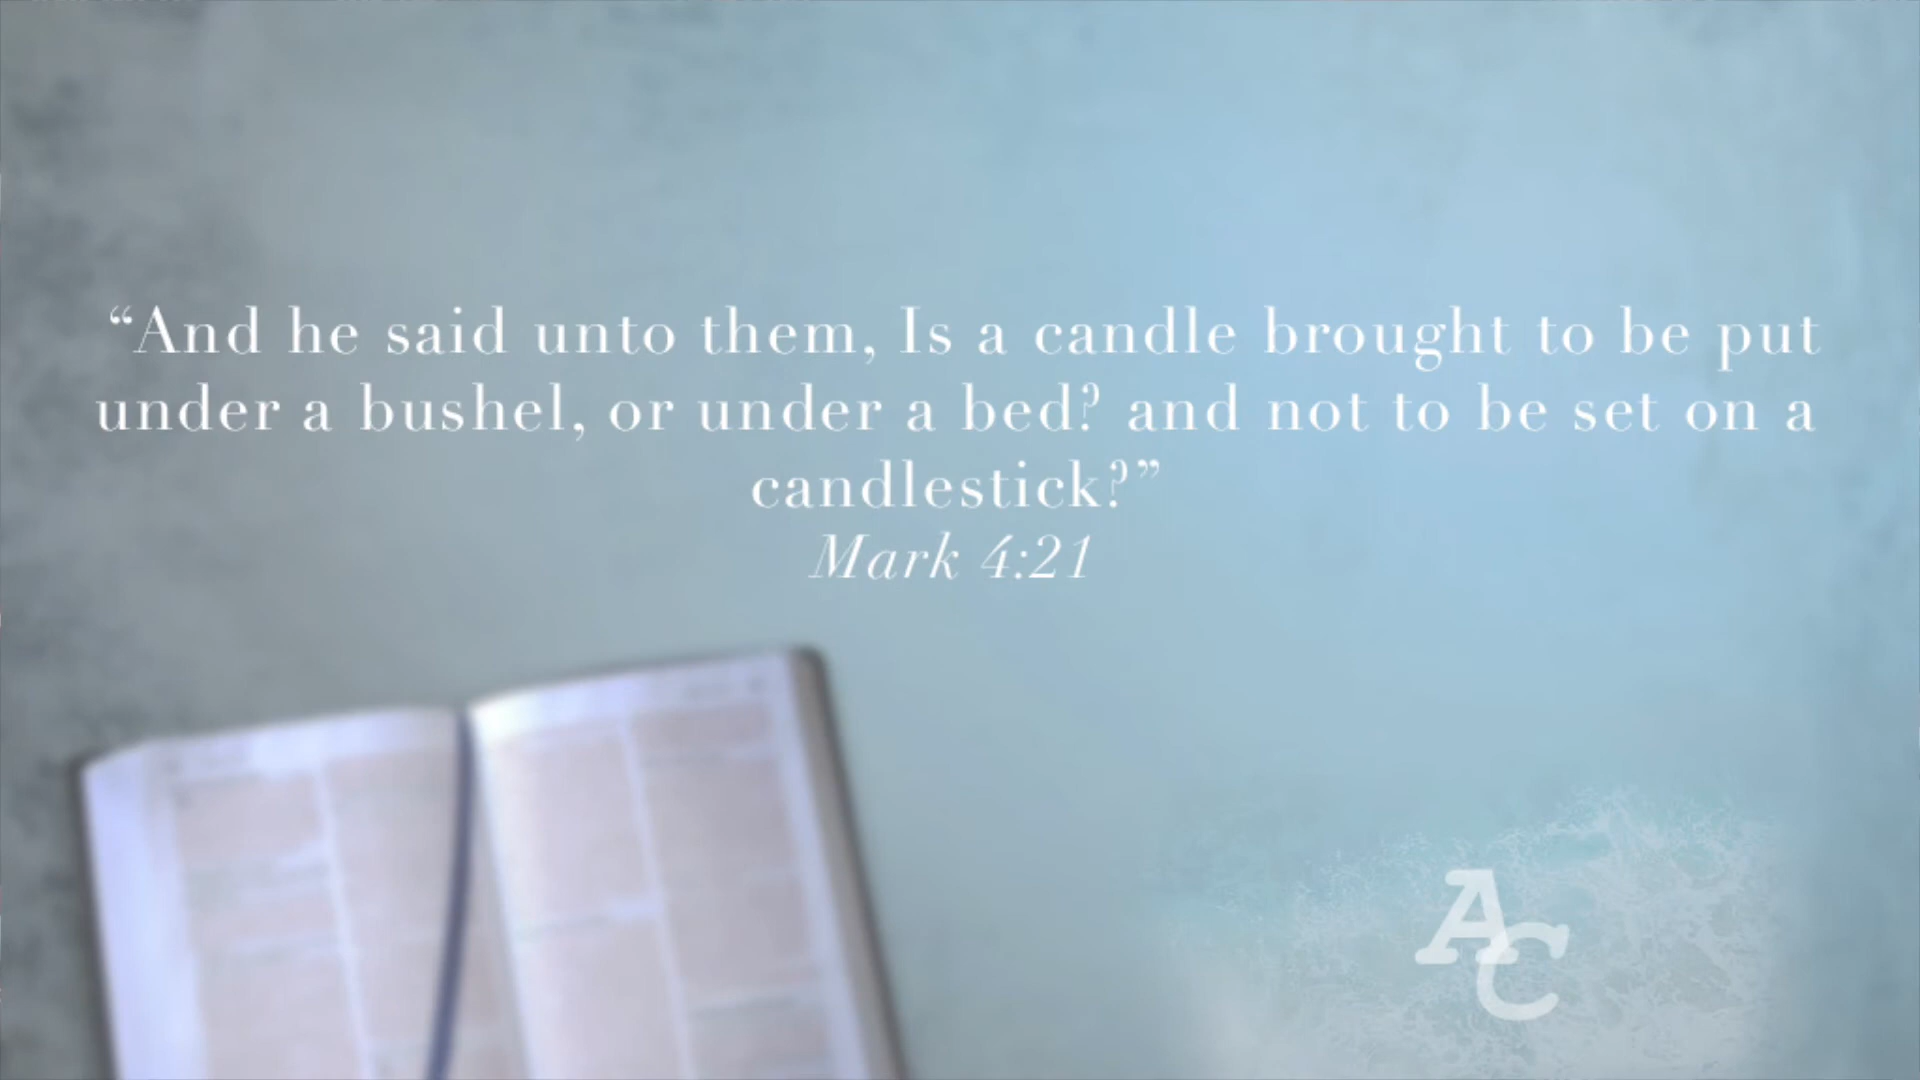 “And he said unto them, Is a candle brought to be put
under a bushel, or under a bed? and not to be set on a
candlestick?”
Mark 4:21
AC